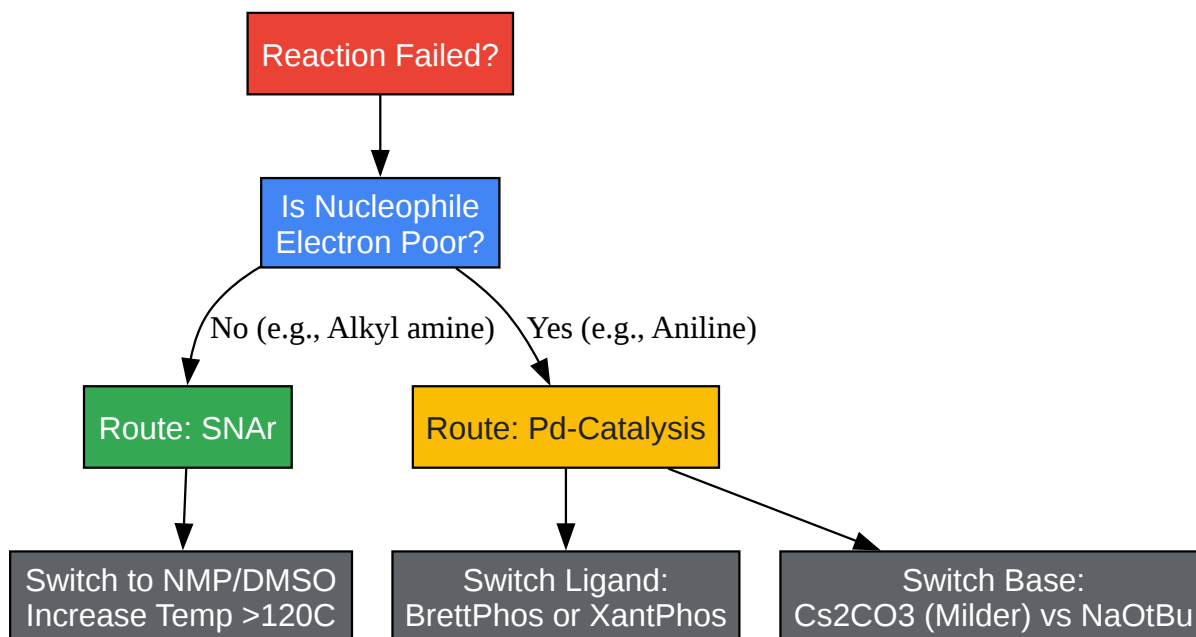 Reaction Failed?
Is Nucleophile
Electron Poor?
No (e.g., Alkyl amine)
Yes (e.g., Aniline)
Route: SNAr
Route: Pd-Catalysis
Switch to NMP/DMSO
Increase Temp >120C
Switch Ligand:
BrettPhos or XantPhos
Switch Base:
Cs2CO3 (Milder) vs NaOtBu